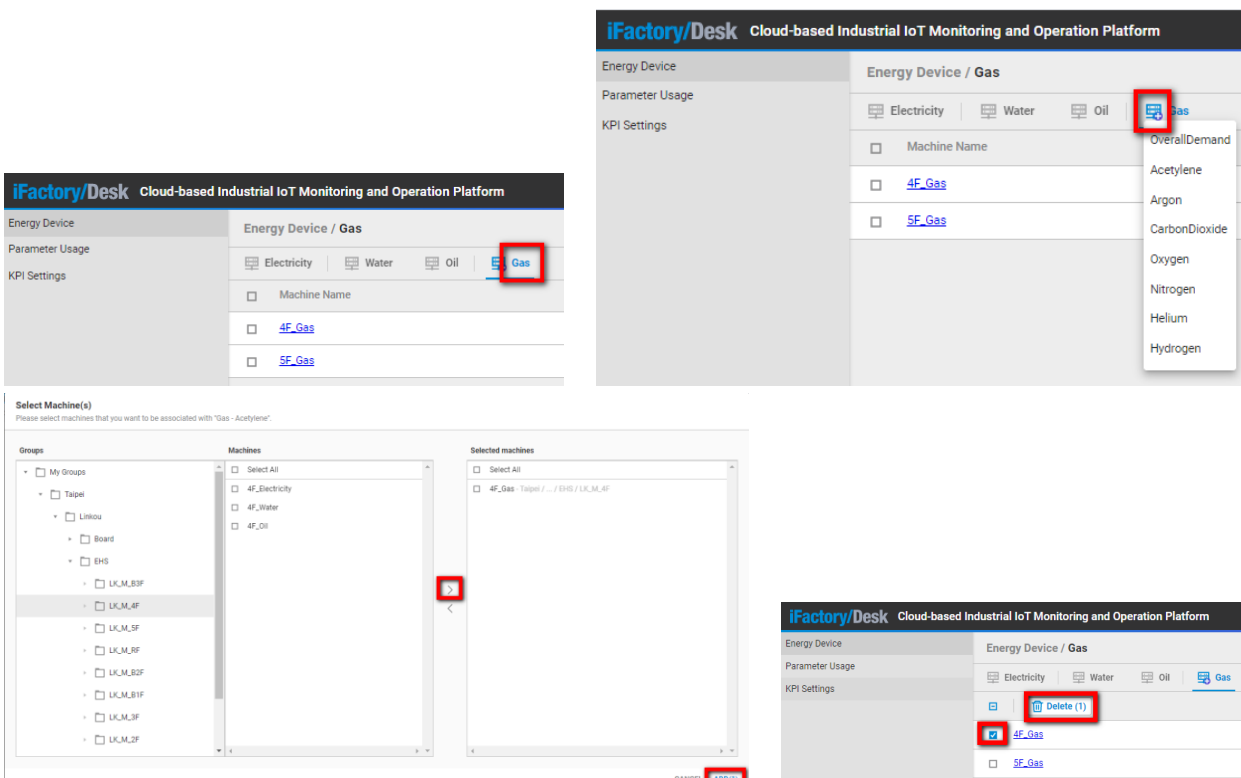 iFactory/Desk Cloud-based Industrial IoT Monitoring and Operation Platform
Energy Device
Parameter Usage
KPI Settings
Energy Device / Gas
Electricity Water Oil Gas
Machine Name
4F_Gas
5F_Gas
iFactory/Desk Cloud-based Industrial IoT Monitoring and Operation Platform
Energy Device
Parameter Usage
KPI Settings
Energy Device / Gas
Electricity Water Oil Gas
Machine Name
4F_Gas
5F_Gas
OverallDemand
Acetylene
Argon
CarbonDioxide
Oxygen
Nitrogen
Helium
Hydrogen
Select Machine(s)
Please select machines that you want to be associated with "Gas - Acetylene".
Groups
My Groups
Taipei
Linkou
Board
EHS
LK_M_B3F
LK_M_4F
LK_M_5F
LK_M_RF
LK_M_B2F
LK_M_B1F
LK_M_3F
LK_M_2F
Machines
Select All
4F_Electricity
4F_Water
4F_Oil
Selected machines
Select All
4F_Gas - Taipei / ... / EHS / LK_M_4F
iFactory/Desk Cloud-based Industrial IoT Monitoring and Operation Platform
Energy Device
Parameter Usage
KPI Settings
Energy Device / Gas
Electricity Water Oil Gas
Delete (1)
4F_Gas
5F_Gas